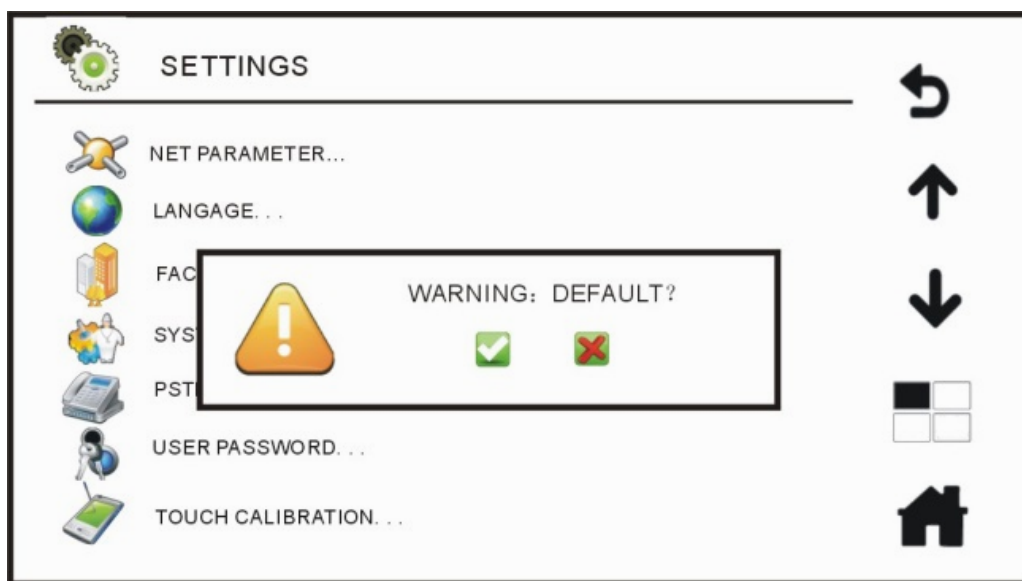 SETTINGS
NET PARAMETER...
LANGAGE. . .
FAC
WARNING: DEFAULT?
SYS
PST
USER PASSWORD. . .
TOUCH CALIBRATION. . .